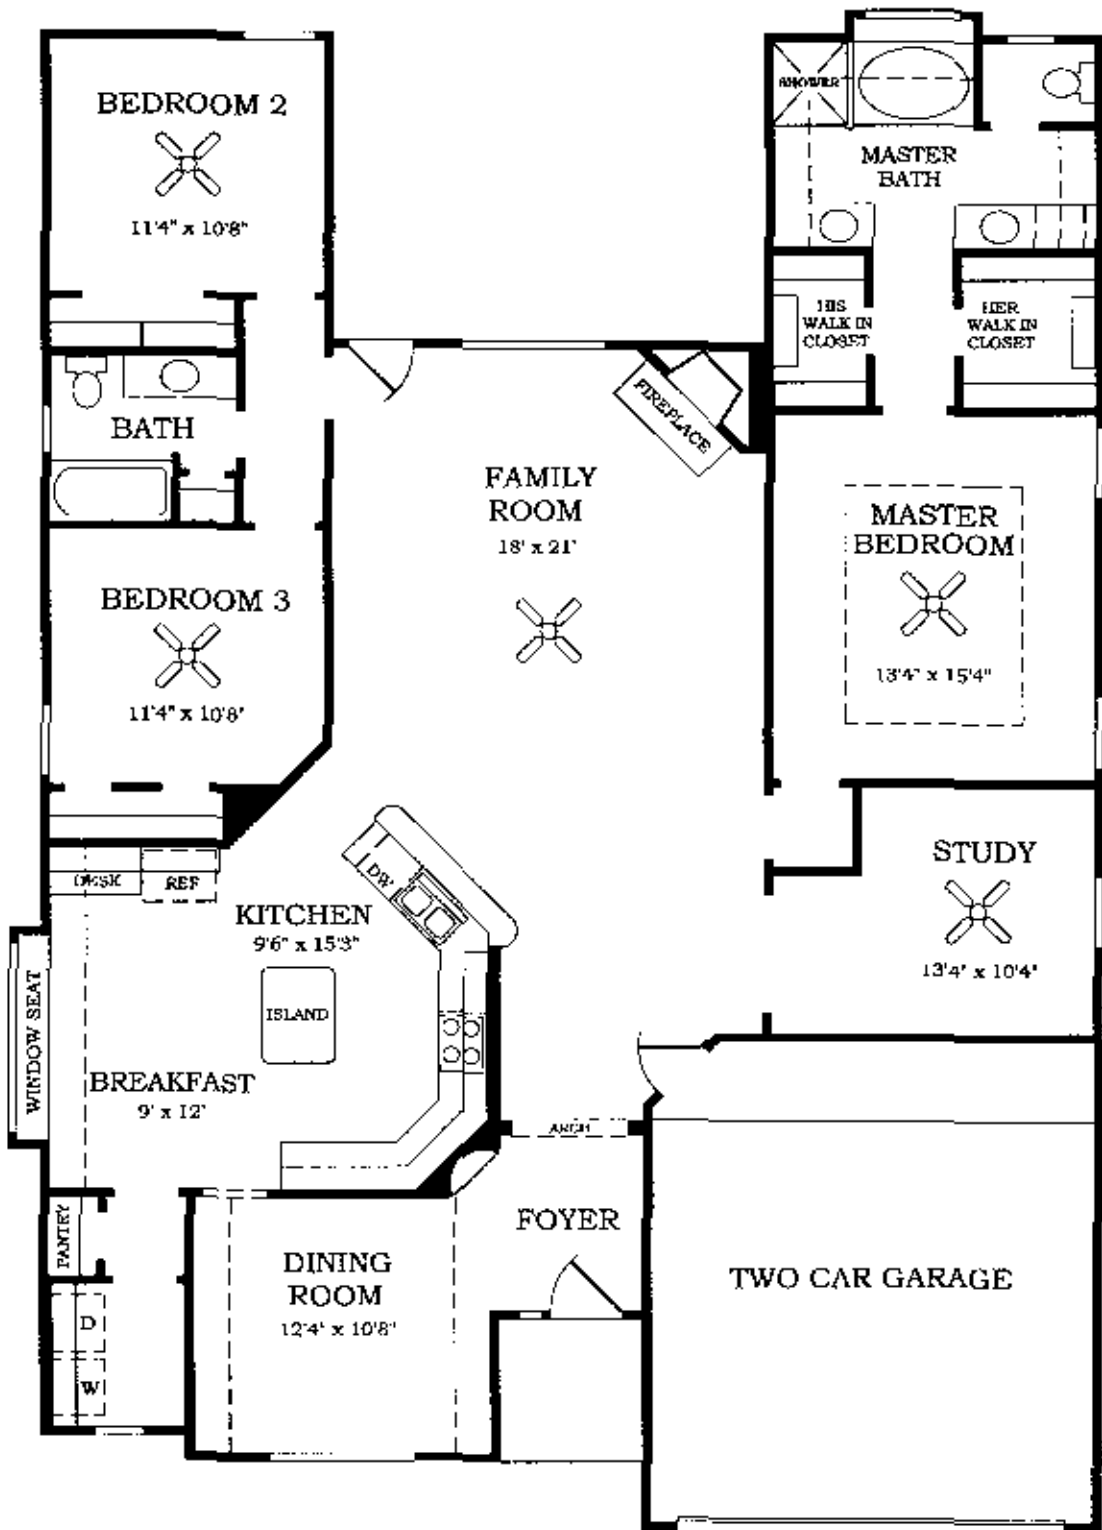 BEDROOM 2
11'4" x 10'8"
SHOWER
MASTER
BATH
HIS
WALK IN
CLOSET
HER
WALK IN
CLOSET
BATH
FIREPLACE
FAMILY
ROOM
18' x 21'
MASTER
BEDROOM
13'4" x 15'4"
BEDROOM 3
11'4" x 10'8"
DESK
REF
DW
STUDY
13'4" x 10'4"
KITCHEN
9'6" x 15'3"
ISLAND
WINDOW SEAT
BREAKFAST
9' x 12'
ARCH
PANTRY
FOYER
DINING
ROOM
12'4" x 10'8"
TWO CAR GARAGE
D
W